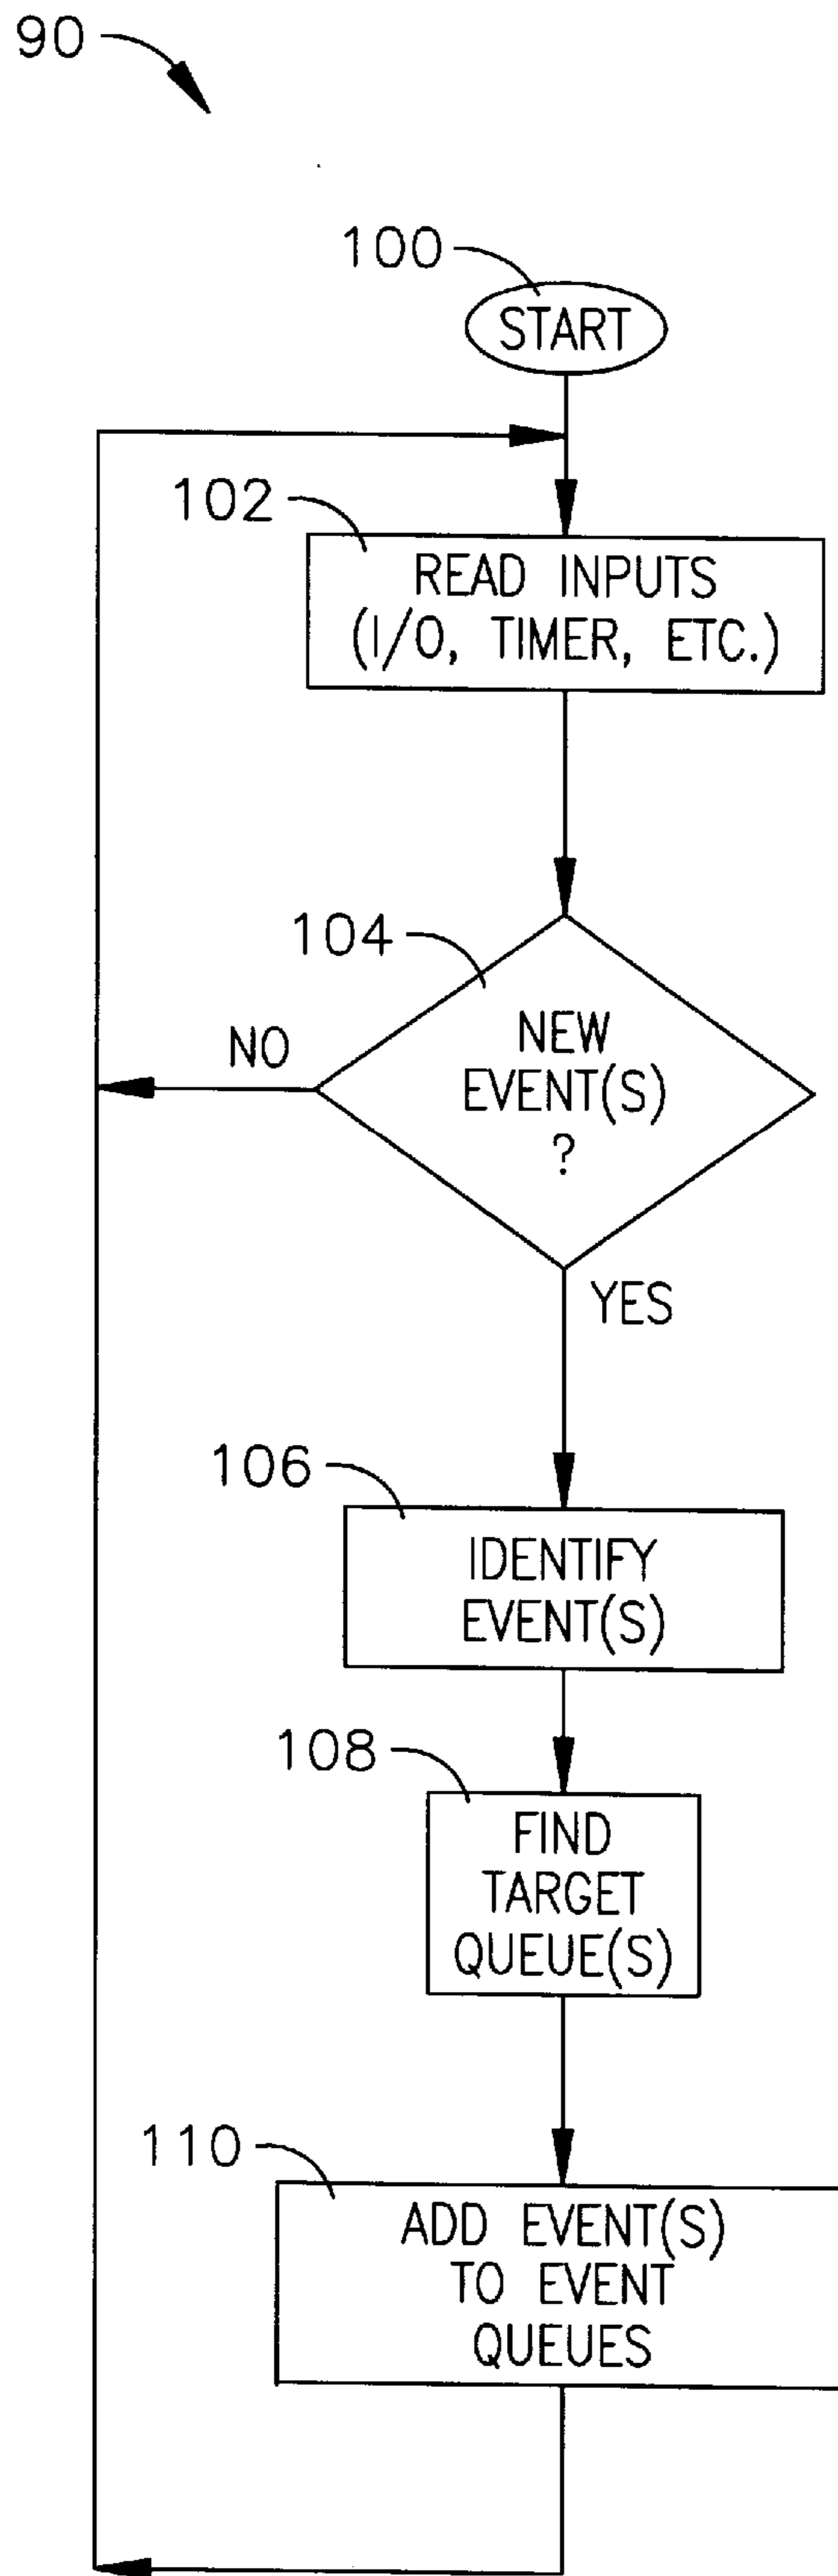 90
100
START
102
READ INPUTS
(I/O, TIMER, ETC.)
104
NEW
EVENT(S)
?
NO
YES
106
IDENTIFY
EVENT(S)
108
FIND
TARGET
QUEUE(S)
110
ADD EVENT(S)
TO EVENT
QUEUES